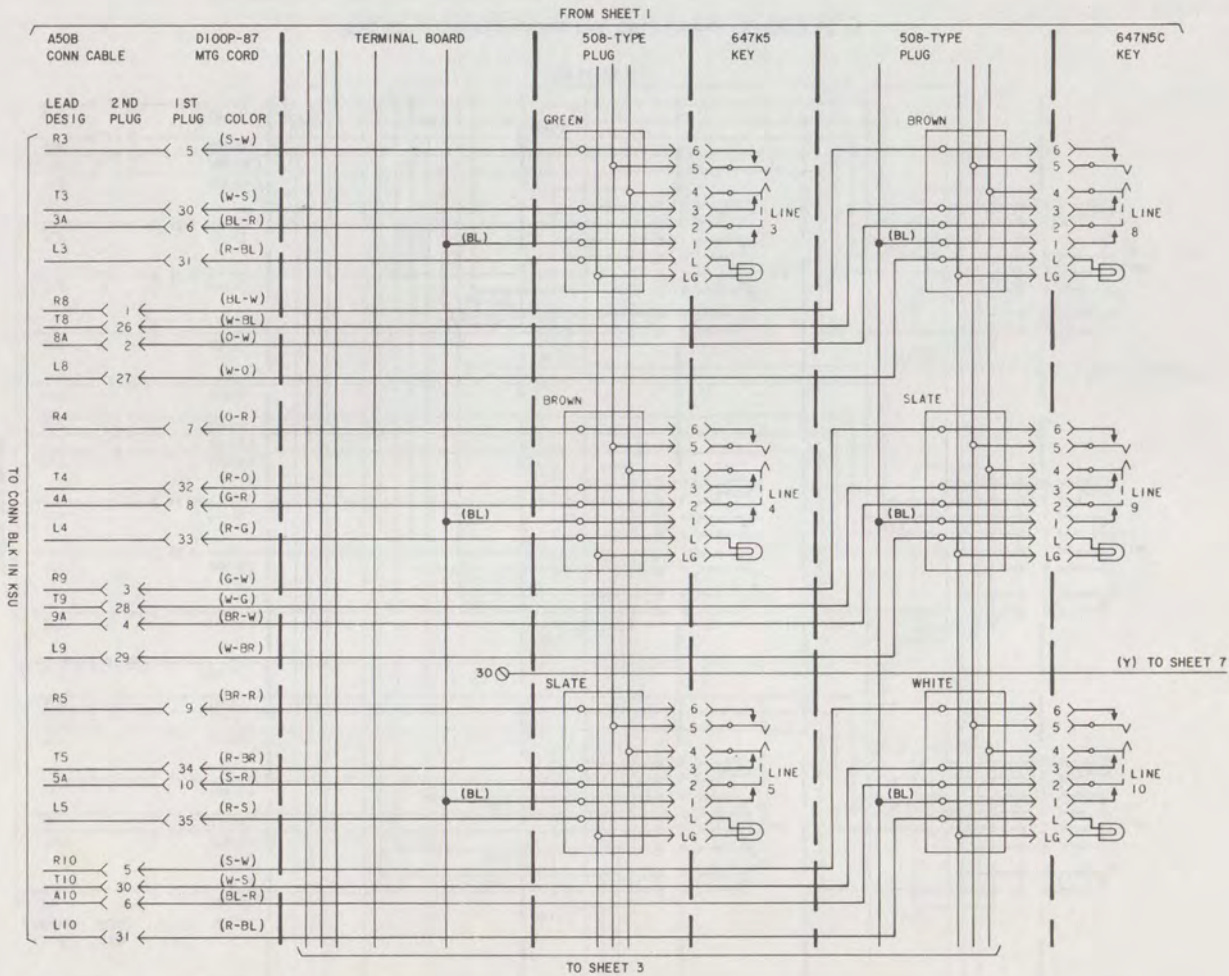 FROM SHEET 1
A50B CONN CABLE
D100P-87 MTG CORD
TERMINAL BOARD
508-TYPE PLUG
647K5 KEY
508-TYPE PLUG
647N5C KEY
LEAD DESIG
2ND PLUG
1ST PLUG
COLOR
TO CONN BLK IN KSU
R3 5 (S-W)
T3 30 (W-S)
3A 6 (BL-R)
L3 31 (R-BL)
R8 1 (BL-W)
T8 26 (W-BL)
8A 2 (O-W)
L8 27 (W-O)
R4 7 (O-R)
T4 32 (R-O)
4A 8 (G-R)
L4 33 (R-G)
R9 3 (G-W)
T9 28 (W-G)
9A 4 (BR-W)
L9 29 (W-BR)
R5 9 (BR-R)
T5 34 (R-BR)
5A 10 (S-R)
L5 35 (R-S)
R10 5 (S-W)
T10 30 (W-S)
A10 6 (BL-R)
L10 31 (R-BL)
GREEN
(BL)
6
5
4
3
2
1
L
LG
LINE 3
BROWN
(BL)
6
5
4
3
2
1
L
LG
LINE 8
BROWN
(BL)
6
5
4
3
2
1
L
LG
LINE 4
SLATE
(BL)
6
5
4
3
2
1
L
LG
LINE 9
30
(Y) TO SHEET 7
SLATE
(BL)
6
5
4
3
2
1
L
LG
LINE 5
WHITE
(BL)
6
5
4
3
2
1
L
LG
LINE 10
TO SHEET 3